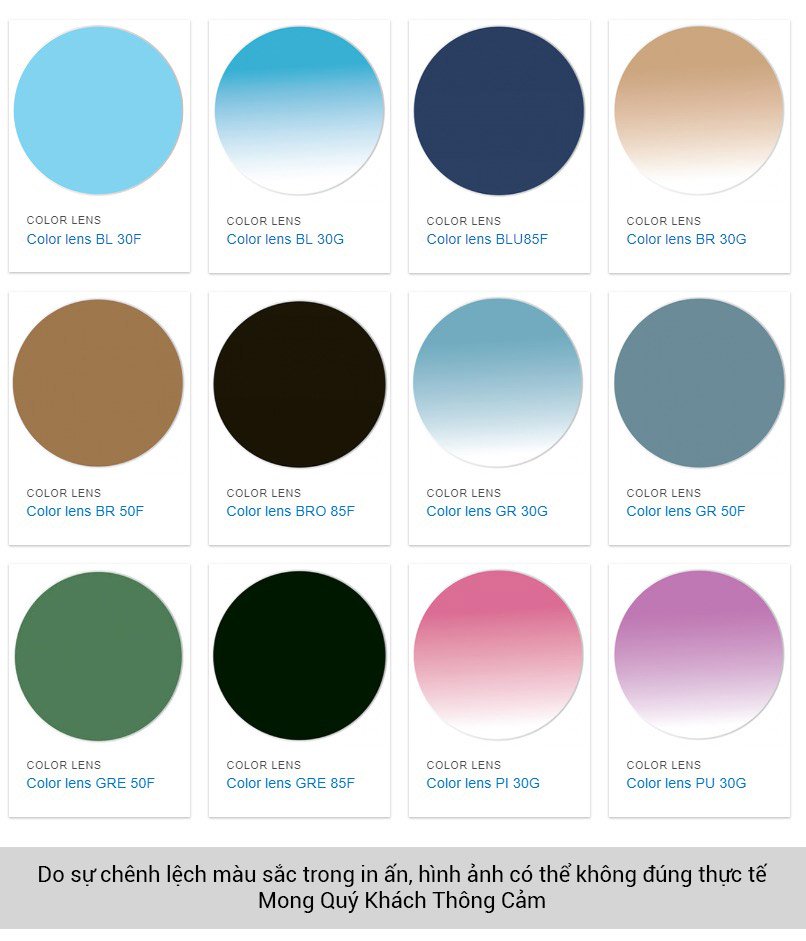 COLOR LENS
Color lens BL 30F
COLOR LENS
Color lens BL 30G
COLOR LENS
Color lens BLU85F
COLOR LENS
Color lens BR 30G
COLOR LENS
Color lens BR 50F
COLOR LENS
Color lens BRO 85F
COLOR LENS
Color lens GR 30G
COLOR LENS
Color lens GR 50F
COLOR LENS
Color lens GRE 50F
COLOR LENS
Color lens GRE 85F
COLOR LENS
Color lens PI 30G
COLOR LENS
Color lens PU 30G
Do sự chênh lệch màu sắc trong in ấn, hình ảnh có thể không đúng thực tế
Mong Quý Khách Thông Cảm